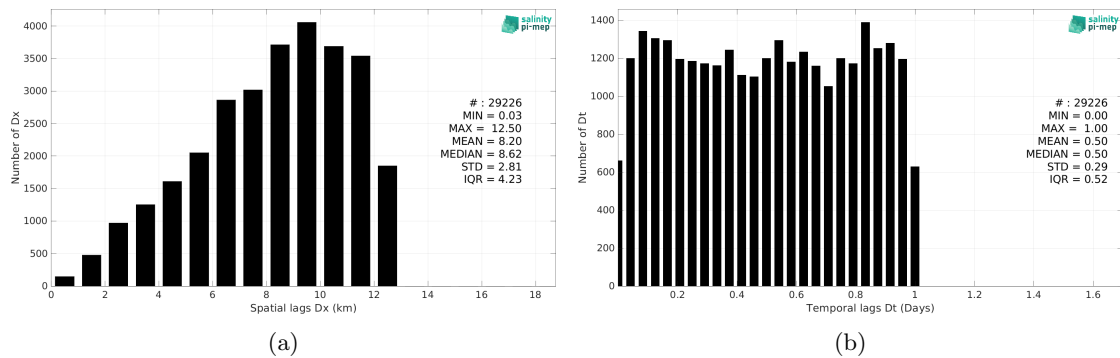 4000
3500
3000
2500
2000
1500
1000
500
0
Number of Dx
salinity
pi-mep
# : 29226
MIN = 0.03
MAX = 12.50
MEAN = 8.20
MEDIAN = 8.62
STD = 2.81
IQR = 4.23
0 2 4 6 8 10 12 14 16 18
Spatial lags Dx (km)
(a)
1400
1200
1000
800
600
400
200
0
Number of Dt
salinity
pi-mep
# : 29226
MIN = 0.00
MAX = 1.00
MEAN = 0.50
MEDIAN = 0.50
STD = 0.29
IQR = 0.52
0.2 0.4 0.6 0.8 1 1.2 1.4 1.6
Temporal lags Dt (Days)
(b)